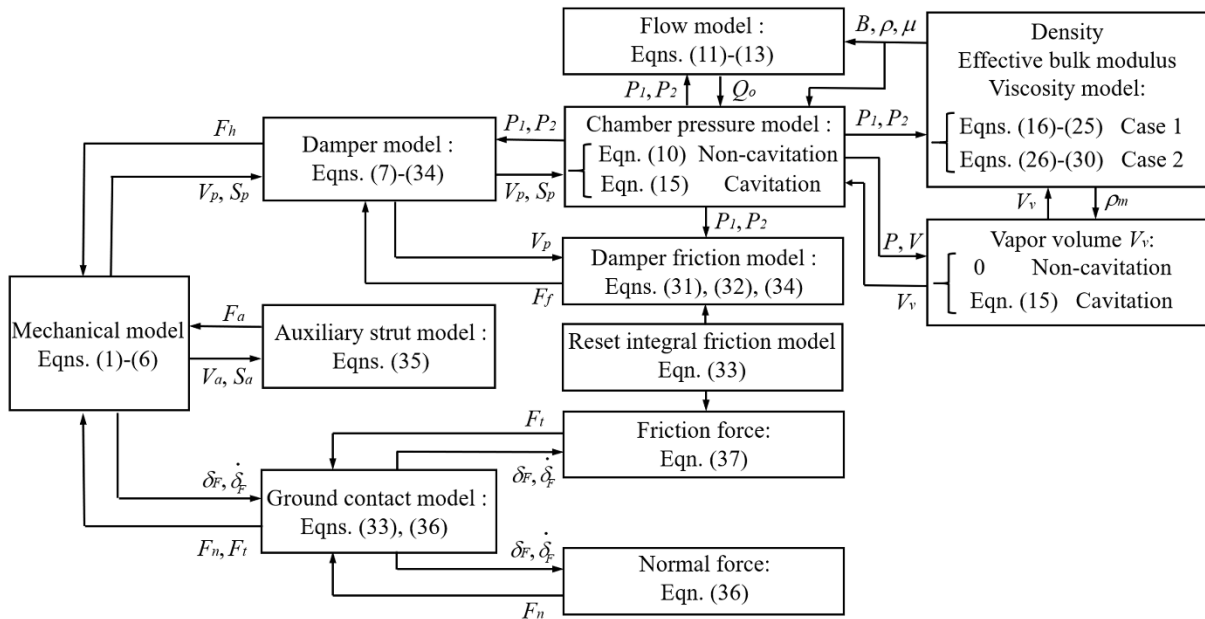 Flow model :
Eqns. (11)-(13)
B, ρ, μ
Density
Effective bulk modulus
Viscosity model:
Eqns. (16)-(25) Case 1
Eqns. (26)-(30) Case 2
P1, P2
Qo
Fh
Damper model :
Eqns. (7)-(34)
P1, P2
Vp, Sp
Chamber pressure model :
Eqn. (10) Non-cavitation
Eqn. (15) Cavitation
P1, P2
Vp, Sp
P1, P2
Vv
ρm
Vp
Ff
Damper friction model :
Eqns. (31), (32), (34)
P, V
Vv
Vapor volume Vv:
0 Non-cavitation
Eqn. (15) Cavitation
Mechanical model
Eqns. (1)-(6)
Fa
Va, Sa
Auxiliary strut model :
Eqns. (35)
Reset integral friction model
Eqn. (33)
Ft
δF, δ̇F
Friction force:
Eqn. (37)
δF, δ̇F
Fn, Ft
Ground contact model :
Eqns. (33), (36)
δF, δ̇F
Fn
Normal force:
Eqn. (36)